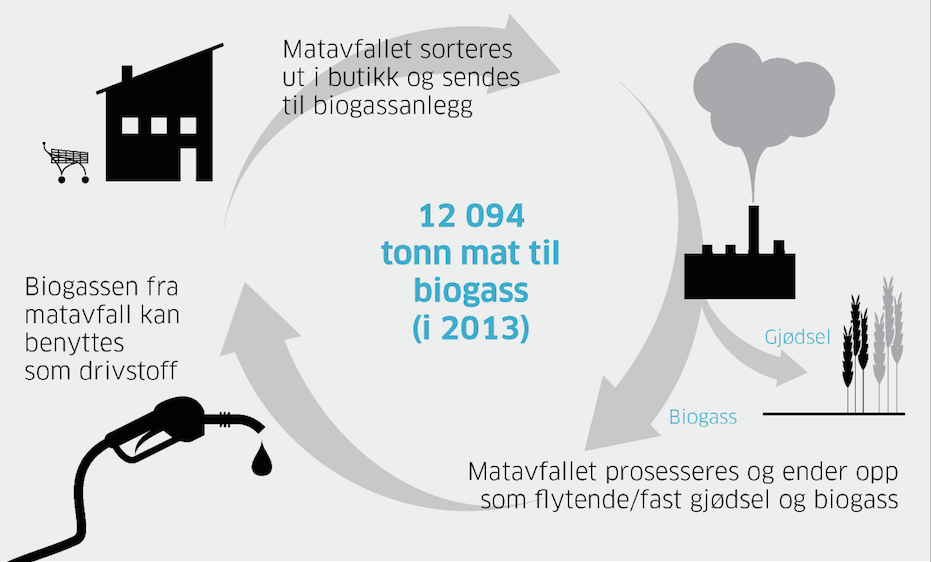 Matavfallet sorteres
ut i butikk og sendes
til biogassanlegg
12 094
tonn mat til
biogass
(i 2013)
Biogassen fra
matavfall kan
benyttes
som drivstoff
Gjødsel
Biogass
Matavfallet prosesseres og ender opp
som flytende/fast gjødsel og biogass